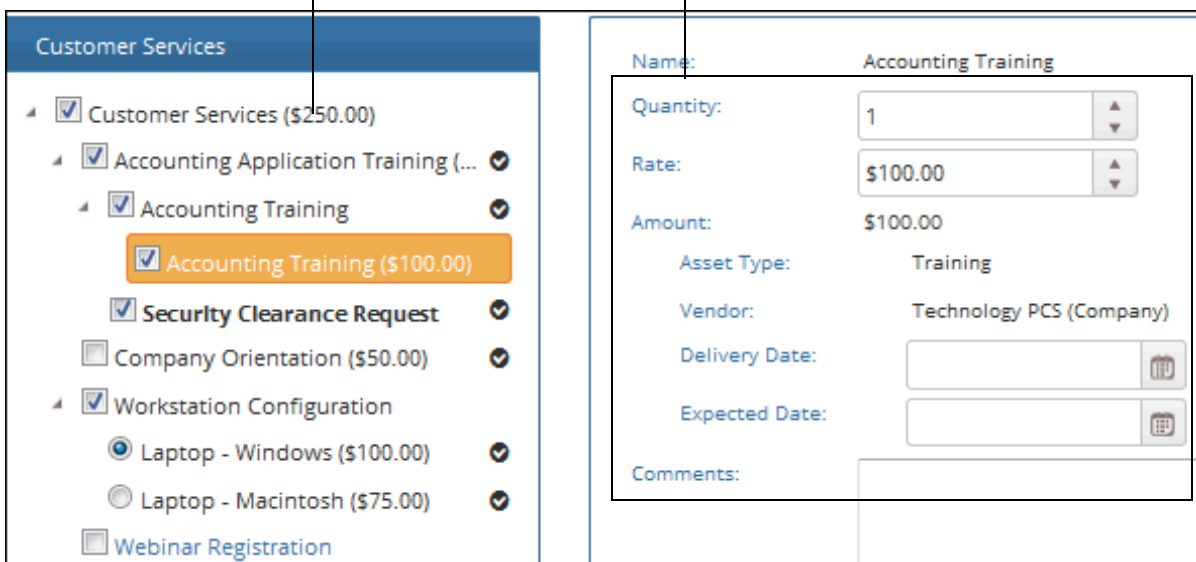 Customer Services
Customer Services ($250.00)
Accounting Application Training (...
Accounting Training
Accounting Training ($100.00)
Security Clearance Request
Company Orientation ($50.00)
Workstation Configuration
Laptop - Windows ($100.00)
Laptop - Macintosh ($75.00)
Webinar Registration
Name: Accounting Training
Quantity: 1
Rate: $100.00
Amount: $100.00
Asset Type: Training
Vendor: Technology PCS (Company)
Delivery Date:
Expected Date:
Comments: